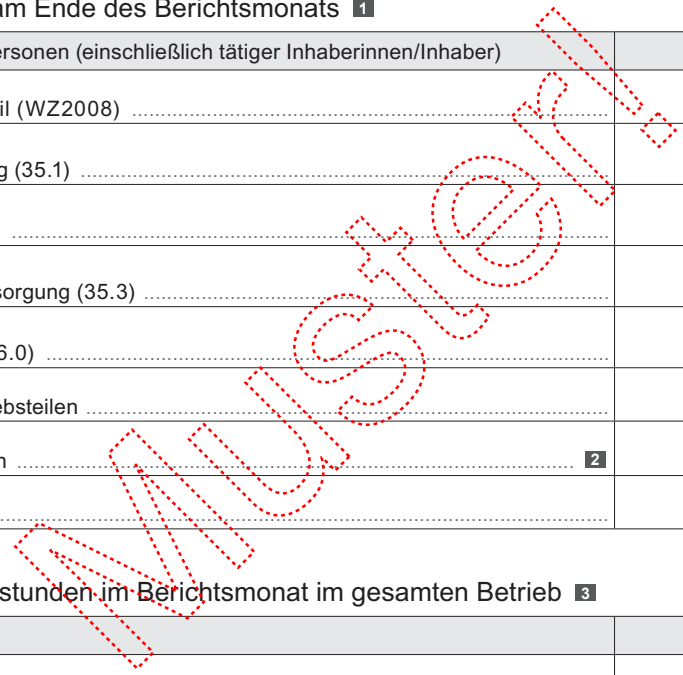 am Ende des Berichtsmonats 1
ersonen (einschließlich tätiger Inhaberinnen/Inhaber)
il (WZ2008)
g (35.1)
sorgung (35.3)
6.0)
ebsteilen
n 2
stunden im Berichtsmonat im gesamten Betrieb 3
Muster!